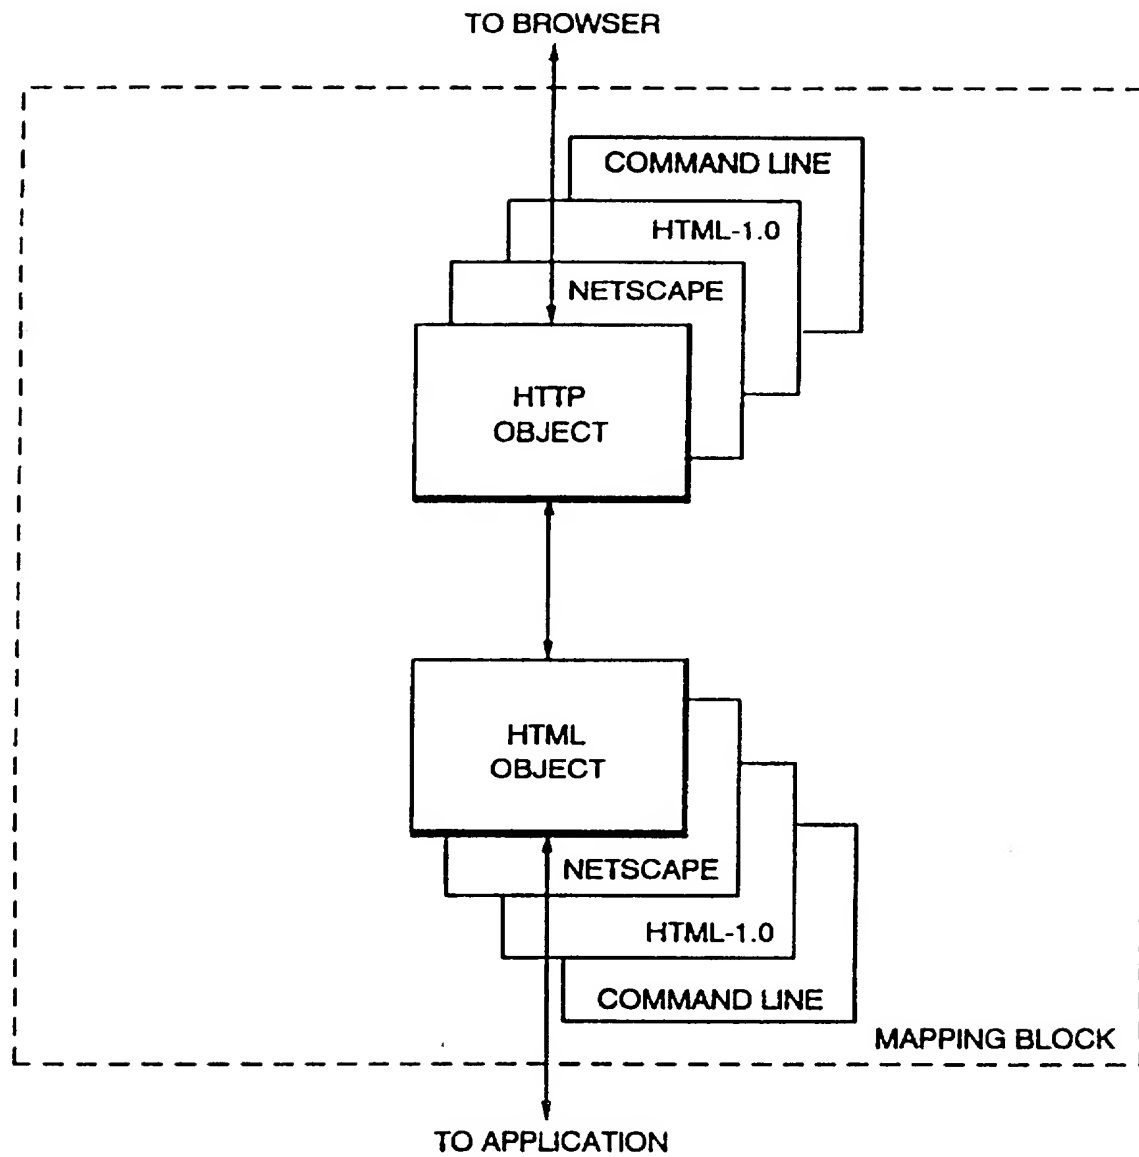 TO BROWSER
COMMAND LINE
HTML-1.0
NETSCAPE
HTTP
OBJECT
HTML
OBJECT
NETSCAPE
HTML-1.0
COMMAND LINE
MAPPING BLOCK
TO APPLICATION